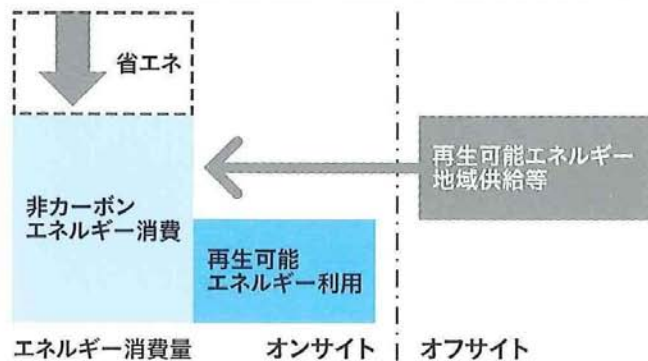 省エネ
再生可能エネルギー
地域供給等
非カーボン
エネルギー消費
再生可能
エネルギー利用
エネルギー消費量
オンサイト
オフサイト